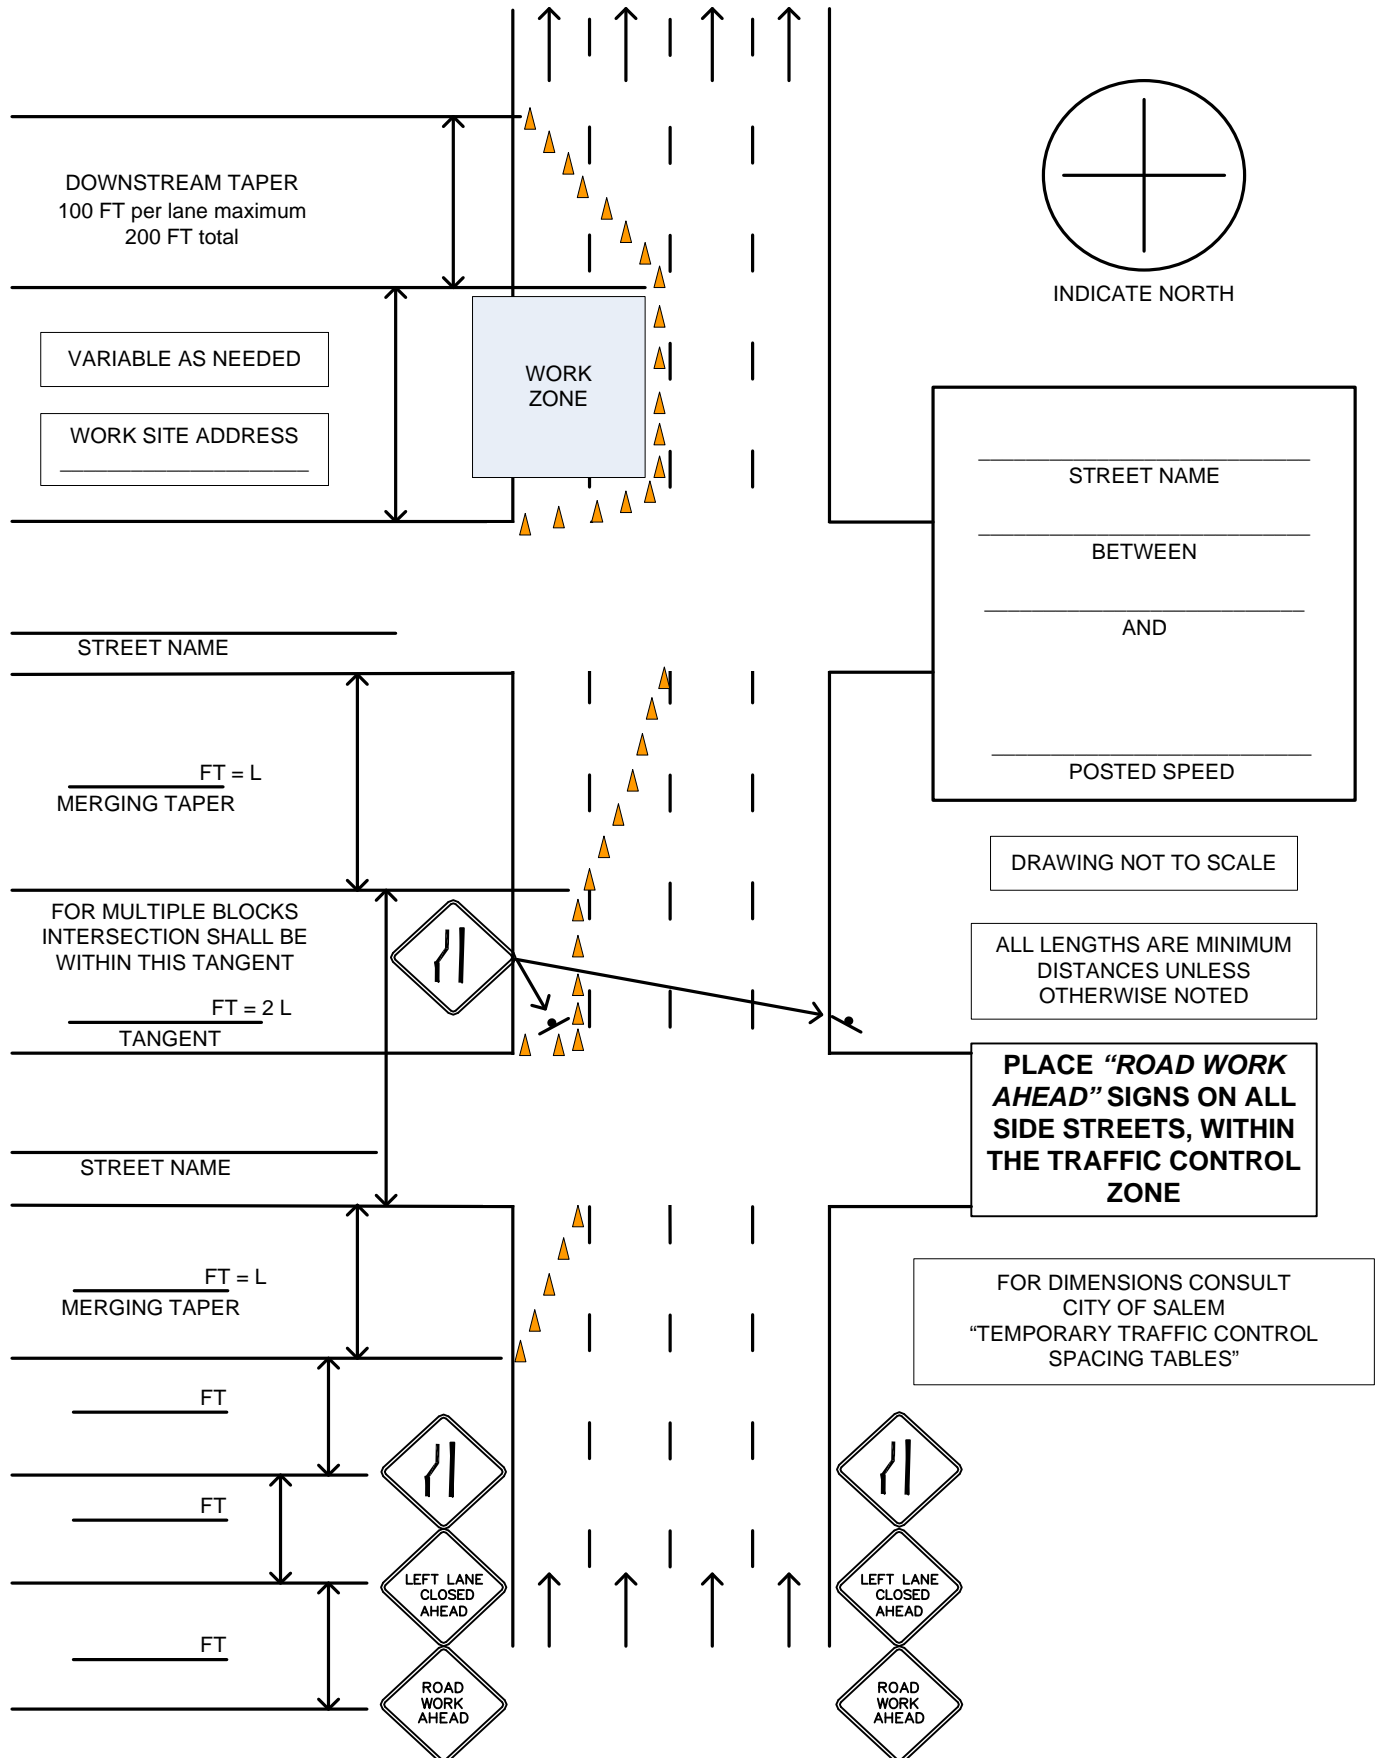 DOWNSTREAM TAPER
100 FT per lane maximum
200 FT total
INDICATE NORTH
VARIABLE AS NEEDED
WORK
ZONE
WORK SITE ADDRESS
STREET NAME
BETWEEN
AND
POSTED SPEED
STREET NAME
FT = L
MERGING TAPER
DRAWING NOT TO SCALE
FOR MULTIPLE BLOCKS
INTERSECTION SHALL BE
WITHIN THIS TANGENT
FT = 2 L
TANGENT
ALL LENGTHS ARE MINIMUM
DISTANCES UNLESS
OTHERWISE NOTED
PLACE “ROAD WORK
AHEAD” SIGNS ON ALL
SIDE STREETS, WITHIN
THE TRAFFIC CONTROL
ZONE
STREET NAME
FT = L
MERGING TAPER
FOR DIMENSIONS CONSULT
CITY OF SALEM
“TEMPORARY TRAFFIC CONTROL
SPACING TABLES”
FT
FT
FT
LEFT LANE
CLOSED
AHEAD
LEFT LANE
CLOSED
AHEAD
ROAD
WORK
AHEAD
ROAD
WORK
AHEAD